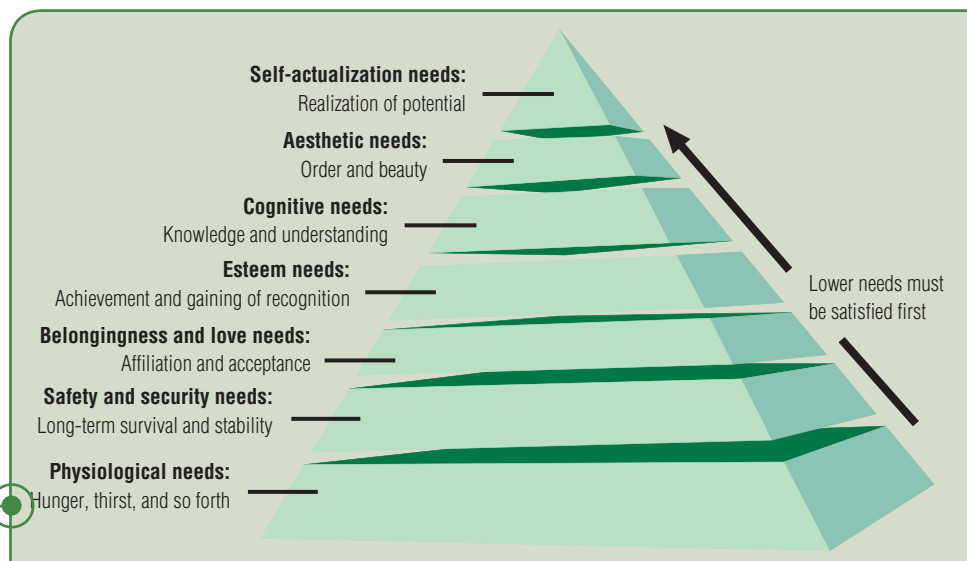 Self-actualization needs:
Realization of potential
Aesthetic needs:
Order and beauty
Cognitive needs:
Knowledge and understanding
Esteem needs:
Achievement and gaining of recognition
Belongingness and love needs:
Affiliation and acceptance
Safety and security needs:
Long-term survival and stability
Physiological needs:
Hunger, thirst, and so forth
Lower needs must
be satisfied first